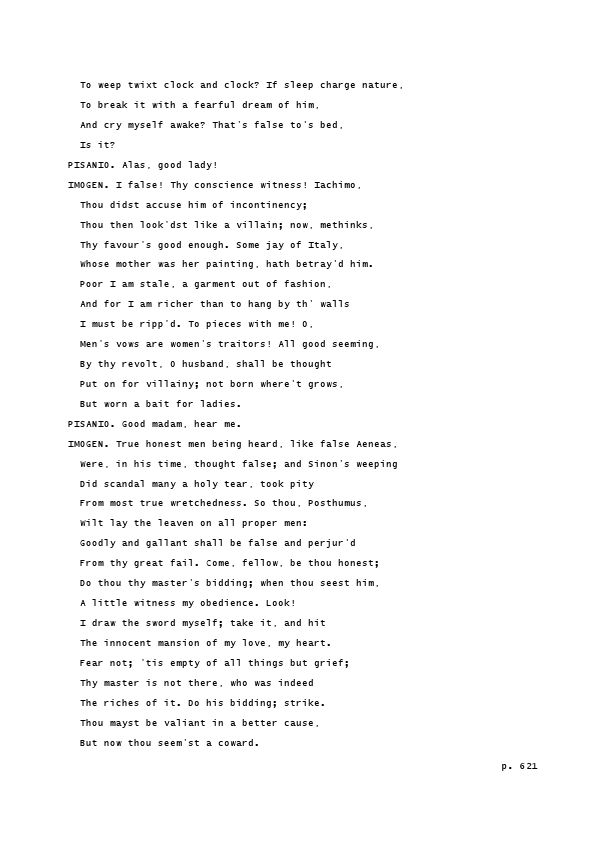 To weep twixt clock and clock? If sleep charge nature,
To break it with a fearful dream of him,
And cry myself awake? That's false to's bed,
Is it?
PISANIO. Alas, good lady!
IMOGEN. I false! Thy conscience witness! Iachimo,
Thou didst accuse him of incontinency;
Thou then look'dst like a villain; now, methinks,
Thy favour's good enough. Some jay of Italy,
Whose mother was her painting, hath betray'd him.
Poor I am stale, a garment out of fashion,
And for I am richer than to hang by th' walls
I must be ripp'd. To pieces with me! O,
Men's vows are women's traitors! All good seeming,
By thy revolt, O husband, shall be thought
Put on for villainy; not born where't grows,
But worn a bait for ladies.
PISANIO. Good madam, hear me.
IMOGEN. True honest men being heard, like false Aeneas,
Were, in his time, thought false; and Sinon's weeping
Did scandal many a holy tear, took pity
From most true wretchedness. So thou, Posthumus,
Wilt lay the leaven on all proper men:
Goodly and gallant shall be false and perjur'd
From thy great fail. Come, fellow, be thou honest;
Do thou thy master's bidding; when thou seest him,
A little witness my obedience. Look!
I draw the sword myself; take it, and hit
The innocent mansion of my love, my heart.
Fear not; 'tis empty of all things but grief;
Thy master is not there, who was indeed
The riches of it. Do his bidding; strike.
Thou mayst be valiant in a better cause,
But now thou seem'st a coward.
p. 621